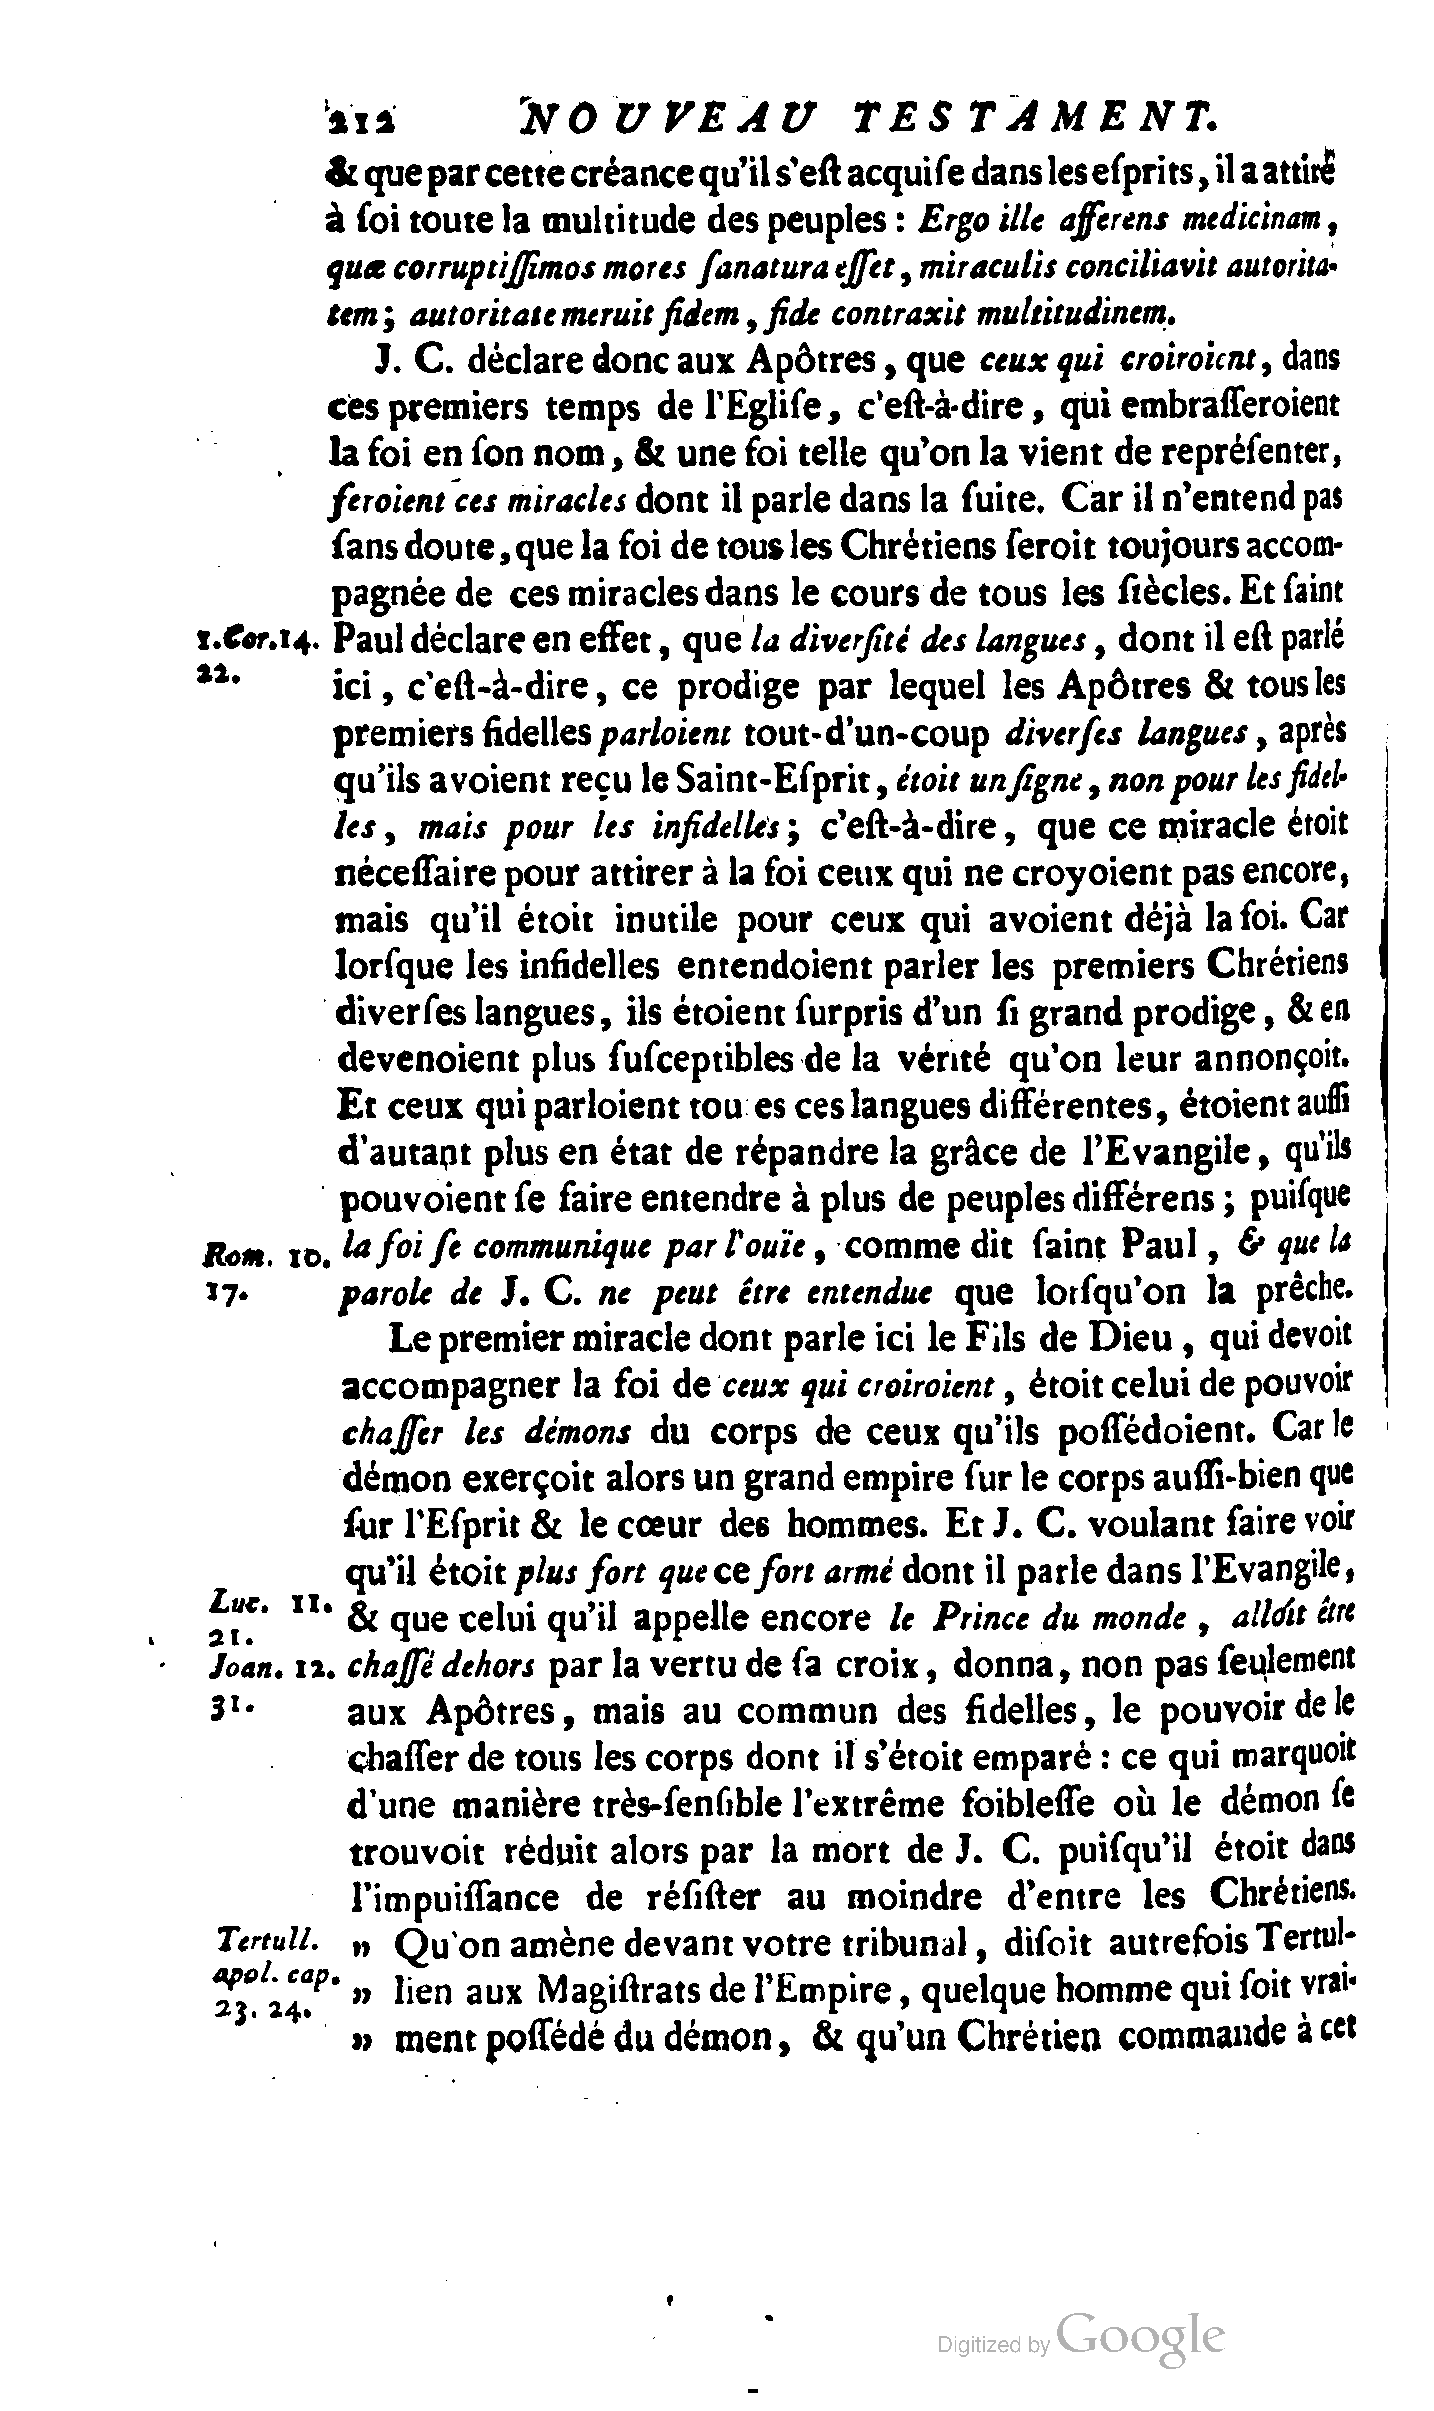 212 NOUVEAU TESTAMENT.
& que par cette créance qu'il s'eſt acquiſe dans les eſprits, il a attiré
à ſoi toute la multitude des peuples : Ergo ille afferens medicinam,
quæ corruptiſſimos mores ſanatura eſſet, miraculis conciliavit autorita-
tem; autoritate meruit fidem, fide contraxit multitudinem.
J. C. déclare donc aux Apôtres, que ceux qui croiroient, dans
ces premiers temps de l'Egliſe, c'eſt-à-dire, qui embraſſeroient
la foi en ſon nom, & une foi telle qu'on la vient de repréſenter,
feroient ces miracles dont il parle dans la ſuite. Car il n'entend pas
ſans doute, que la foi de tous les Chrétiens ſeroit toujours accom-
pagnée de ces miracles dans le cours de tous les ſiècles. Et ſaint
1.Cor.14. Paul déclare en effet, que la diverſité des langues, dont il eſt parlé
22. ici, c'eſt-à-dire, ce prodige par lequel les Apôtres & tous les
premiers fidelles parloient tout-d'un-coup diverſes langues, après
qu'ils avoient reçu le Saint-Eſprit, étoit un ſigne, non pour les fidel-
les, mais pour les infidelles; c'eſt-à-dire, que ce miracle étoit
néceſſaire pour attirer à la foi ceux qui ne croyoient pas encore,
mais qu'il étoit inutile pour ceux qui avoient déjà la foi. Car
lorſque les infidelles entendoient parler les premiers Chrétiens
diverſes langues, ils étoient ſurpris d'un ſi grand prodige, & en
devenoient plus ſuſceptibles de la vérité qu'on leur annonçoit.
Et ceux qui parloient tou es ces langues différentes, étoient auſſi
d'autant plus en état de répandre la grâce de l'Evangile, qu'ils
pouvoient ſe faire entendre à plus de peuples différens ; puiſque
Rom. 10. la foi ſe communique par l'ouïe, comme dit ſaint Paul, & que la
17. parole de J. C. ne peut être entendue que lorſqu'on la prêche.
Le premier miracle dont parle ici le Fils de Dieu, qui devoit
accompagner la foi de ceux qui croiroient, étoit celui de pouvoir
chaſſer les démons du corps de ceux qu'ils poſſédoient. Car le
démon exerçoit alors un grand empire ſur le corps auſſi-bien que
ſur l'Eſprit & le cœur des hommes. Et J. C. voulant faire voir
qu'il étoit plus fort que ce fort armé dont il parle dans l'Evangile,
Luc. 11. & que celui qu'il appelle encore le Prince du monde, alloit être
21.
Joan. 12. chaſſé dehors par la vertu de ſa croix, donna, non pas ſeulement
31. aux Apôtres, mais au commun des fidelles, le pouvoir de le
chaſſer de tous les corps dont il s'étoit emparé : ce qui marquoit
d'une manière très-ſenſible l'extrême foibleſſe où le démon ſe
trouvoit réduit alors par la mort de J. C. puiſqu'il étoit dans
l'impuiſſance de réſiſter au moindre d'entre les Chrétiens.
Tertull. » Qu'on amène devant votre tribunal, diſoit autrefois Tertul-
apol. cap. » lien aux Magiſtrats de l'Empire, quelque homme qui ſoit vrai-
23. 24.
» ment poſſédé du démon, & qu'un Chrétien commande à cet
Digitized by Google